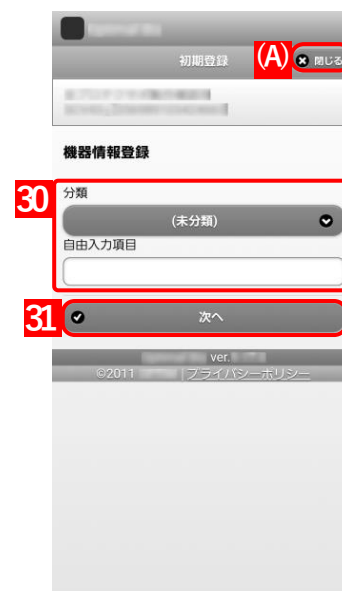 初期登録
(A)
閉じる
機器情報登録
30
分類
(未分類)
自由入力項目
31
次へ
ver.
©2011 | プライバシーポリシー